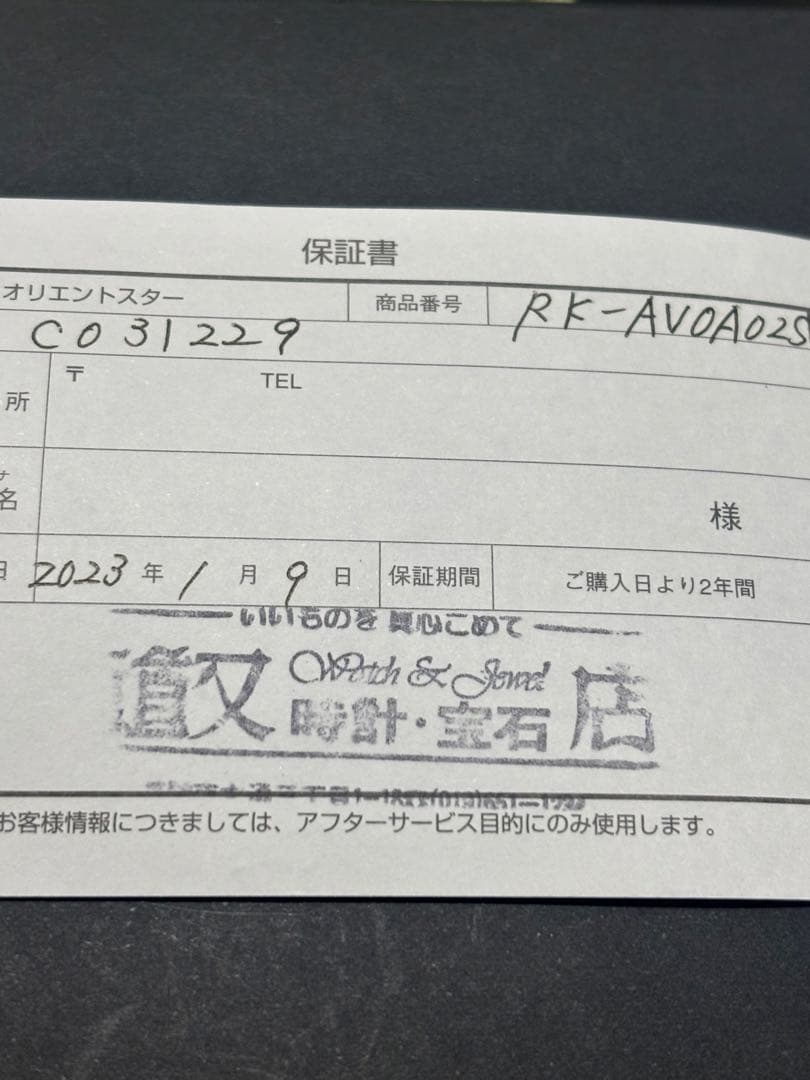 保証書
オリエントスター 商品番号 RK-AV0A02S
C031229
所 〒 TEL
ナ
名 様
日 2023 年 1 月 9 日 保証期間 ご購入日より2年間
いいものを 真心こめて
道又 Watch & Jewel 時計・宝石 店
お客様情報につきましては、アフターサービス目的にのみ使用します。